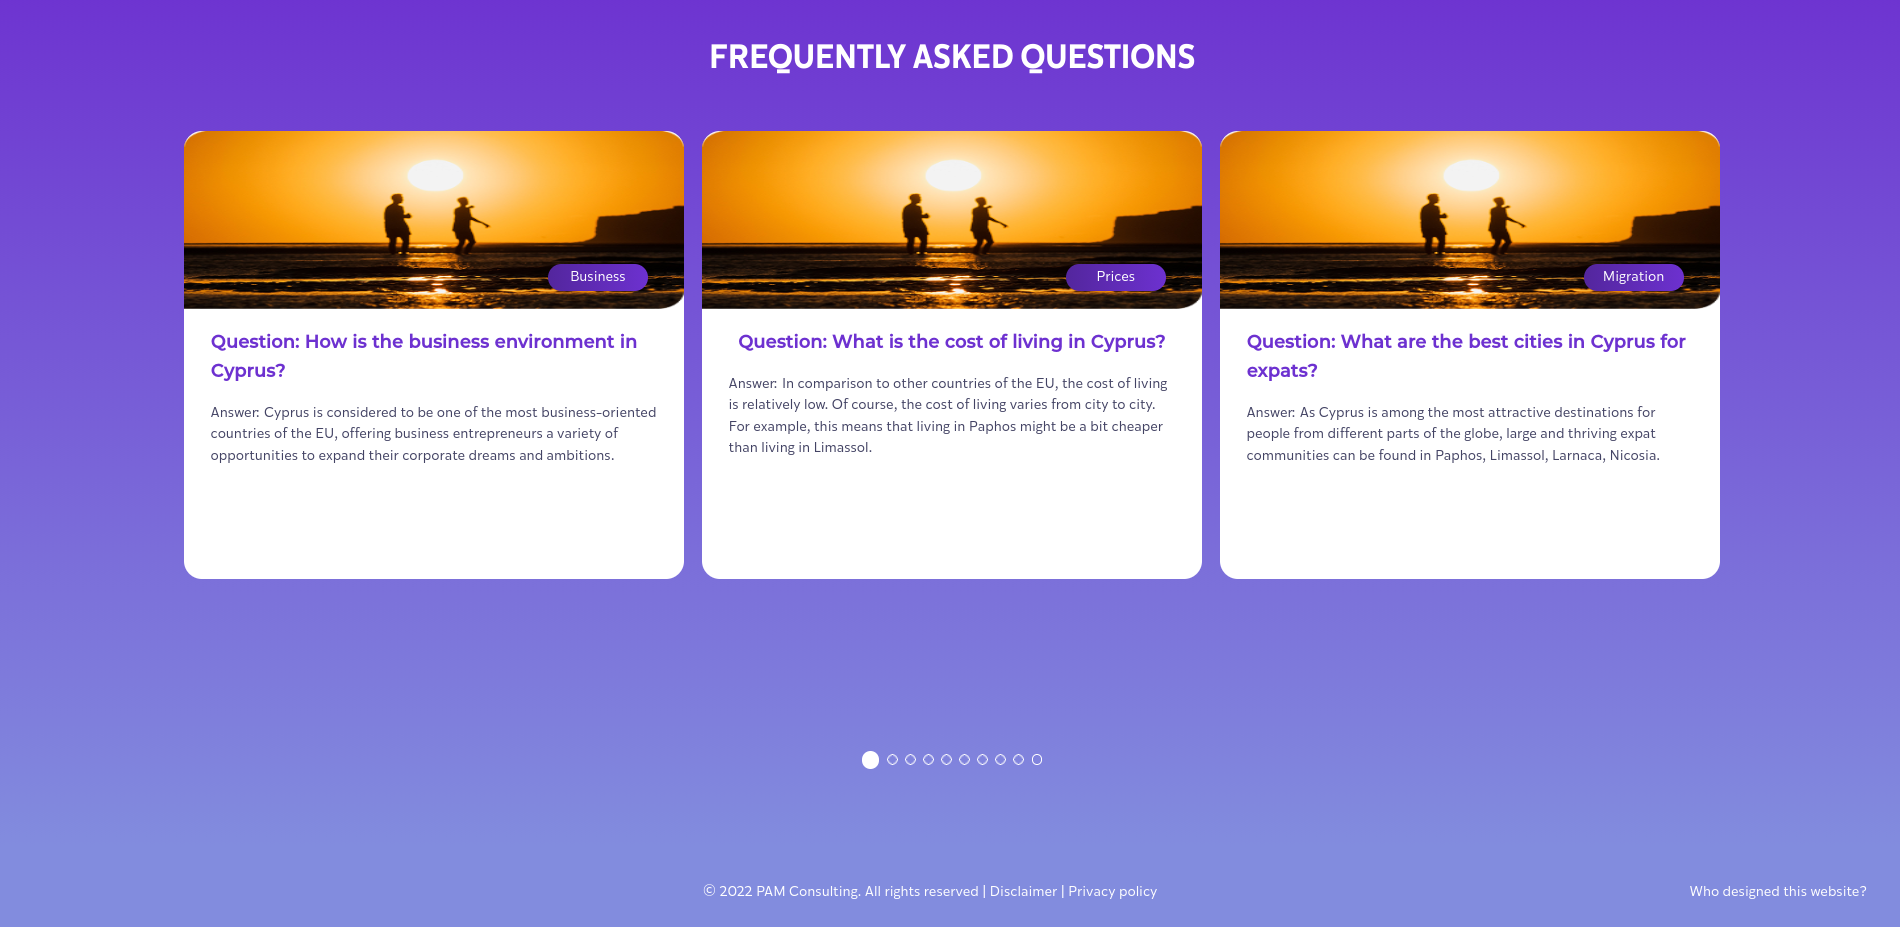 FREQUENTLY ASKED QUESTIONS
Business
Question: How is the business environment in
Cyprus?
Answer: Cyprus is considered to be one of the most business-oriented
countries of the EU, offering business entrepreneurs a variety of
opportunities to expand their corporate dreams and ambitions.
Prices
Question: What is the cost of living in Cyprus?
Answer: In comparison to other countries of the EU, the cost of living
is relatively low. Of course, the cost of living varies from city to city.
For example, this means that living in Paphos might be a bit cheaper
than living in Limassol.
Migration
Question: What are the best cities in Cyprus for
expats?
Answer: As Cyprus is among the most attractive destinations for
people from different parts of the globe, large and thriving expat
communities can be found in Paphos, Limassol, Larnaca, Nicosia.
© 2022 PAM Consulting. All rights reserved | Disclaimer | Privacy policy
Who designed this website?